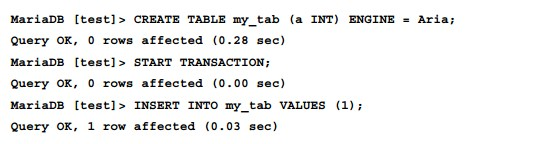 MariaDB [test]> CREATE TABLE my_tab (a INT) ENGINE = Aria;
Query OK, 0 rows affected (0.28 sec)
MariaDB [test]> START TRANSACTION;
Query OK, 0 rows affected (0.00 sec)
MariaDB [test]> INSERT INTO my_tab VALUES (1);
Query OK, 1 row affected (0.03 sec)